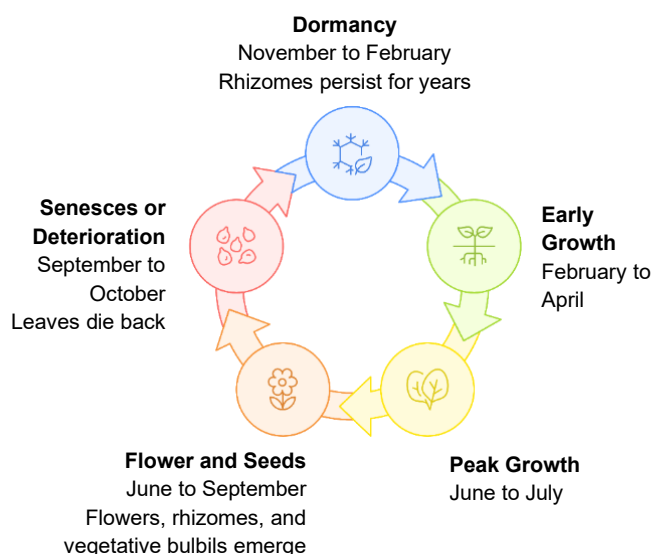 Dormancy
November to February
Rhizomes persist for years
Early
Growth
February to
April
Peak Growth
June to July
Flower and Seeds
June to September
Flowers, rhizomes, and
vegetative bulbils emerge
Senesces or
Deterioration
September to
October
Leaves die back